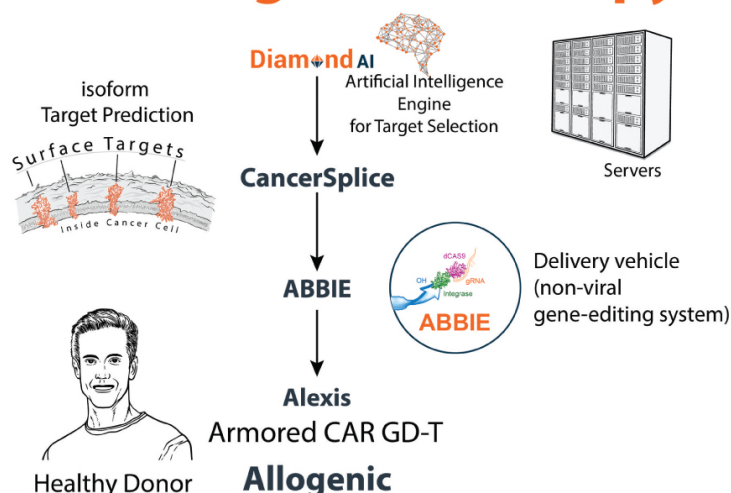 Diamond AI
Artificial Intelligence
Engine
for Target Selection
isoform
Target Prediction
Surface Targets
Inside Cancer Cell
Servers
CancerSplice
ABBIE
dCAS9
OH
gRNA
Integrase
ABBIE
Delivery vehicle
(non-viral
gene-editing system)
Alexis
Armored CAR GD-T
Healthy Donor
Allogenic